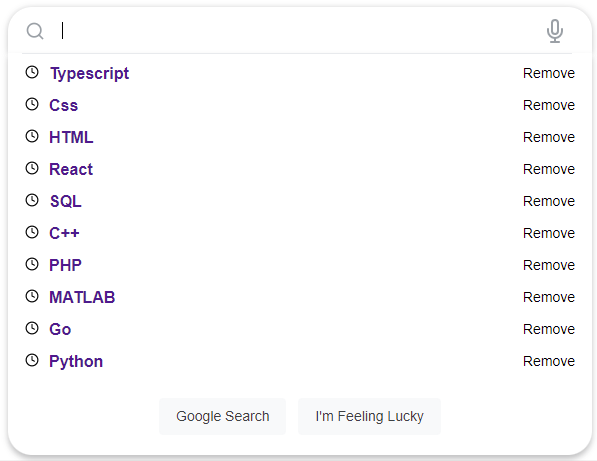 Typescript Remove
Css Remove
HTML Remove
React Remove
SQL Remove
C++ Remove
PHP Remove
MATLAB Remove
Go Remove
Python Remove
Google Search I'm Feeling Lucky